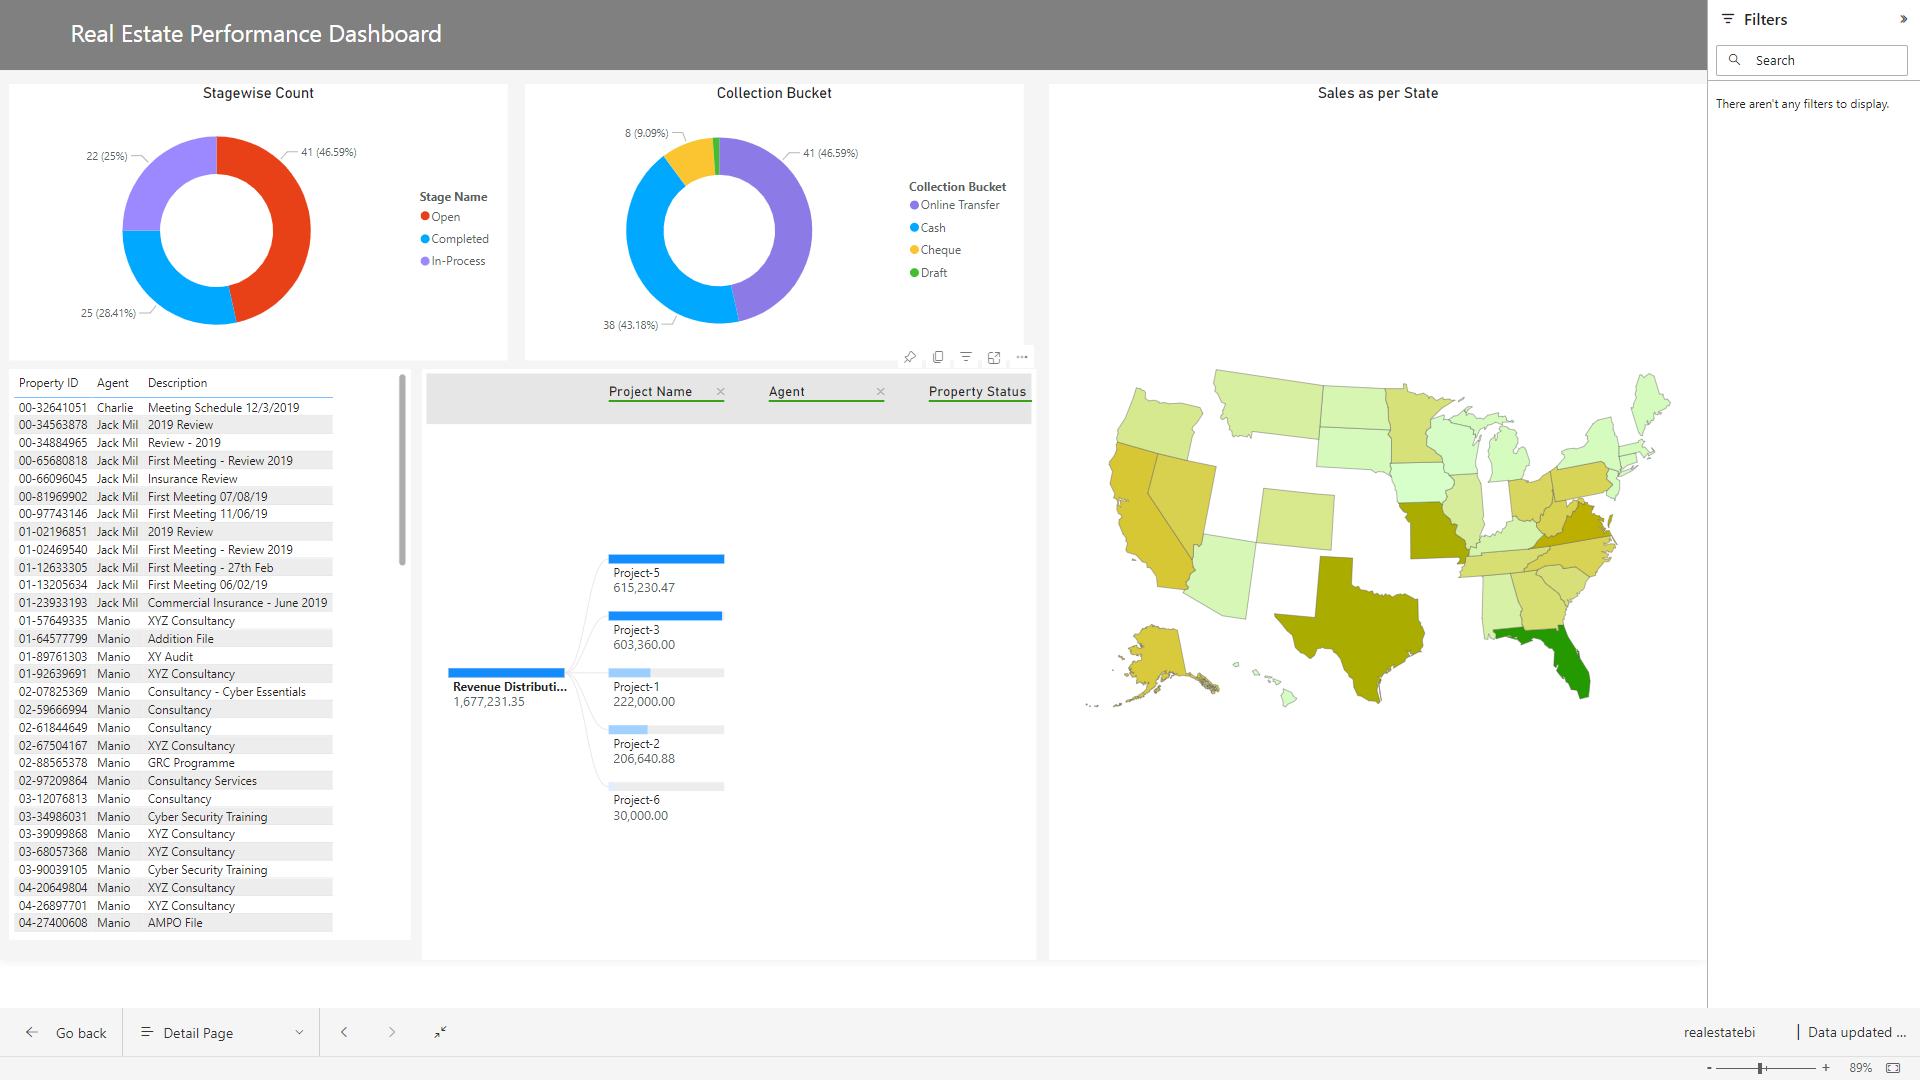 Real Estate Performance Dashboard
Filters
Search
There aren't any filters to display.
Stagewise Count
22 (25%)
41 (46.59%)
25 (28.41%)
Stage Name
Open
Completed
In-Process
Collection Bucket
8 (9.09%)
41 (46.59%)
38 (43.18%)
Collection Bucket
Online Transfer
Cash
Cheque
Draft
Sales as per State
Property ID Agent Description
00-32641051 Charlie Meeting Schedule 12/3/2019
00-34563878 Jack Mil 2019 Review
00-34884965 Jack Mil Review - 2019
00-65680818 Jack Mil First Meeting - Review 2019
00-66096045 Jack Mil Insurance Review
00-81969902 Jack Mil First Meeting 07/08/19
00-97743146 Jack Mil First Meeting 11/06/19
01-02196851 Jack Mil 2019 Review
01-02469540 Jack Mil First Meeting - Review 2019
01-12633305 Jack Mil First Meeting - 27th Feb
01-13205634 Jack Mil First Meeting 06/02/19
01-23933193 Jack Mil Commercial Insurance - June 2019
01-57649335 Manio XYZ Consultancy
01-64577799 Manio Addition File
01-89761303 Manio XY Audit
01-92639691 Manio XYZ Consultancy
02-07825369 Manio Consultancy - Cyber Essentials
02-59666994 Manio Consultancy
02-61844649 Manio Consultancy
02-67504167 Manio XYZ Consultancy
02-88565378 Manio GRC Programme
02-97209864 Manio Consultancy Services
03-12076813 Manio Consultancy
03-34986031 Manio Cyber Security Training
03-39099868 Manio XYZ Consultancy
03-68057368 Manio XYZ Consultancy
03-90039105 Manio Cyber Security Training
04-20649804 Manio XYZ Consultancy
04-26897701 Manio XYZ Consultancy
04-27400608 Manio AMPO File
Project Name Agent Property Status
Revenue Distributi...
1,677,231.35
Project-5
615,230.47
Project-3
603,360.00
Project-1
222,000.00
Project-2
206,640.88
Project-6
30,000.00
Go back
Detail Page
realestatebi
Data updated ...
89%